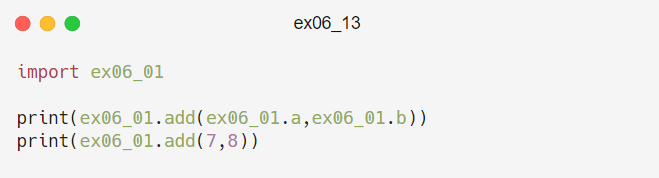 ex06_13
import ex06_01
print(ex06_01.add(ex06_01.a,ex06_01.b))
print(ex06_01.add(7,8))